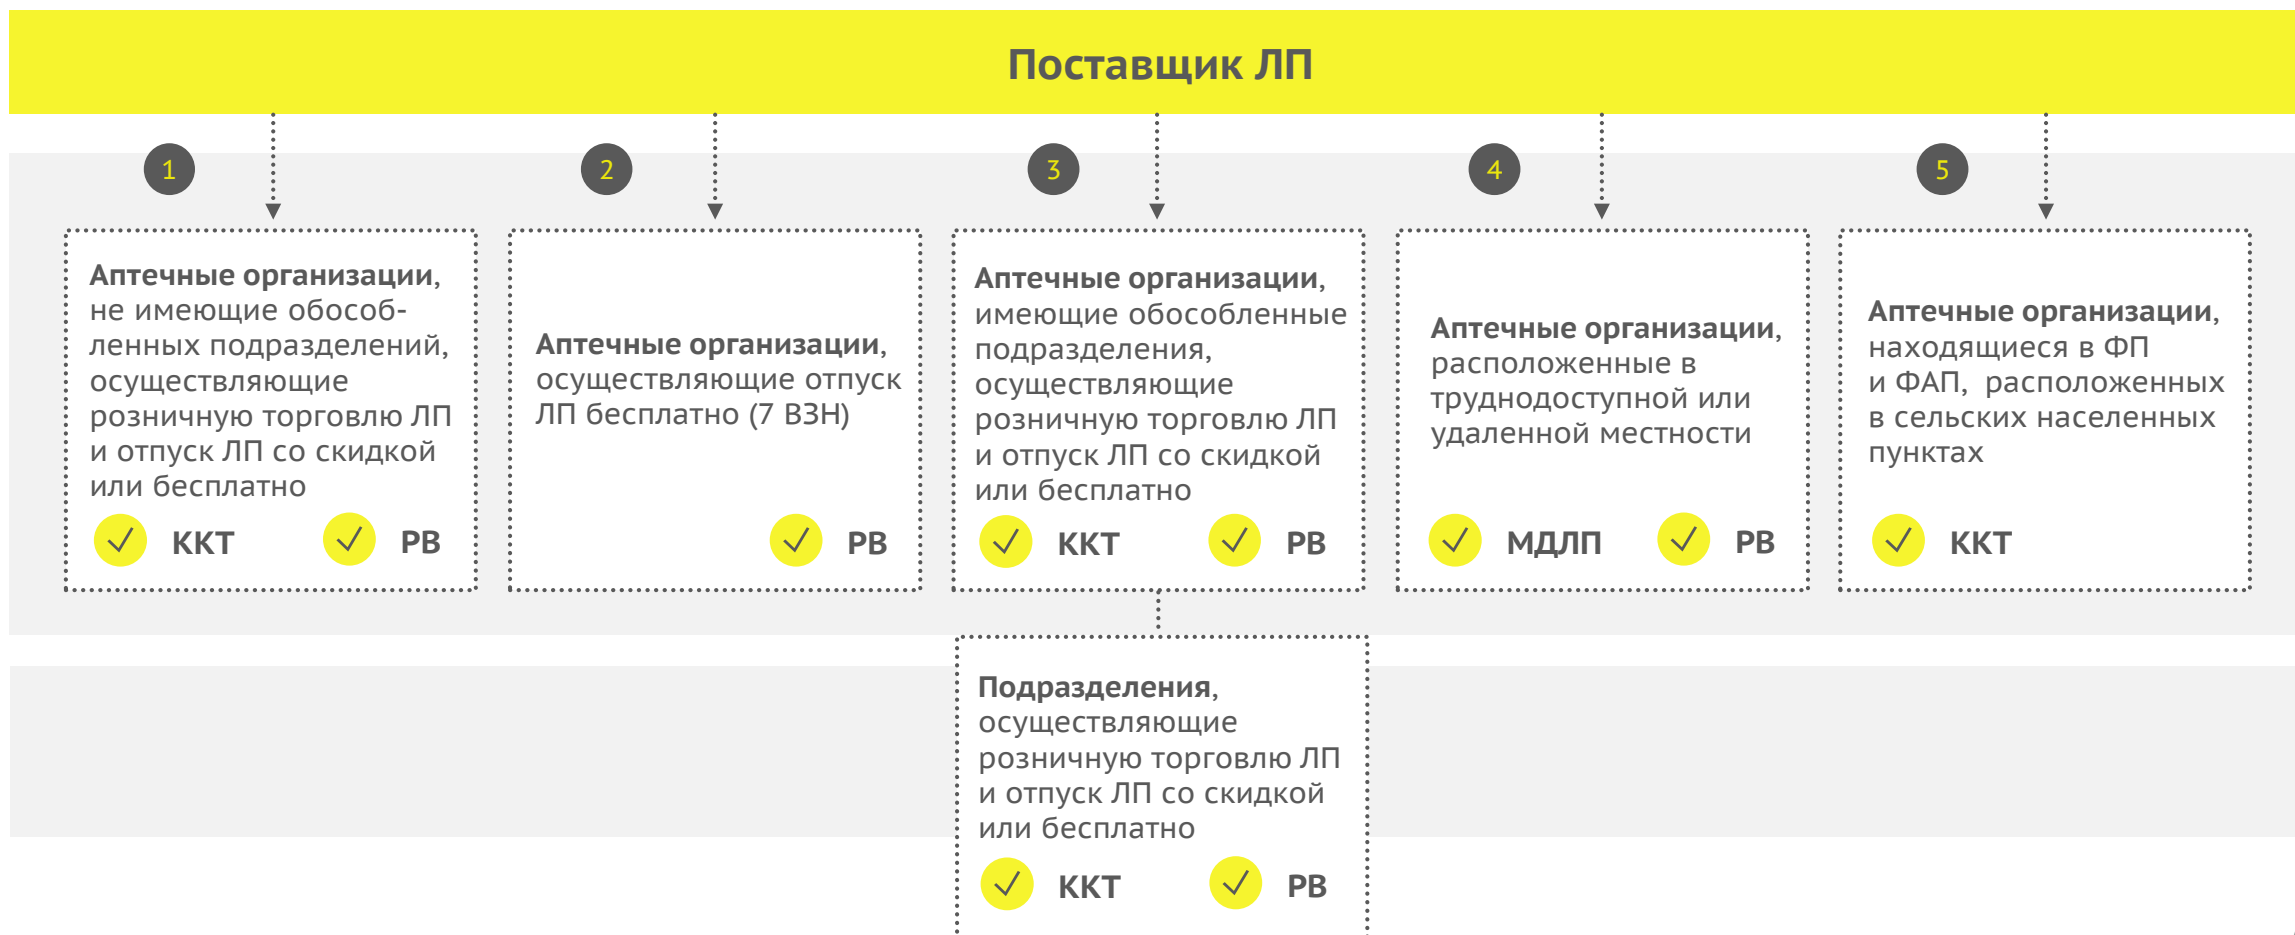 Поставщик ЛП
1
Аптечные организации,
не имеющие обособ-
ленных подразделений,
осуществляющие
розничную торговлю ЛП
и отпуск ЛП со скидкой
или бесплатно
ККТ
РВ
2
Аптечные организации,
осуществляющие отпуск
ЛП бесплатно (7 ВЗН)
РВ
3
Аптечные организации,
имеющие обособленные
подразделения,
осуществляющие
розничную торговлю ЛП
и отпуск ЛП со скидкой
или бесплатно
ККТ
РВ
4
Аптечные организации,
расположенные в
труднодоступной или
удаленной местности
МДЛП
РВ
5
Аптечные организации,
находящиеся в ФП
и ФАП, расположенных
в сельских населенных
пунктах
ККТ
Подразделения,
осуществляющие
розничную торговлю ЛП
и отпуск ЛП со скидкой
или бесплатно
ККТ
РВ